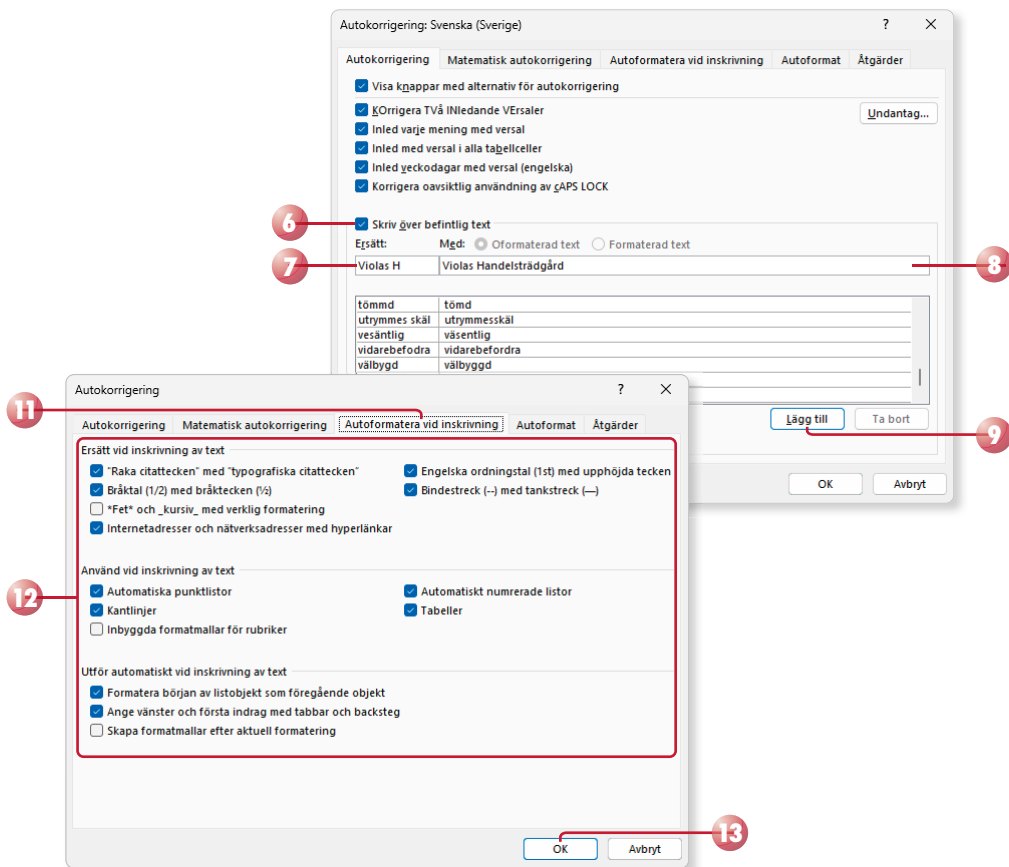 Autokorrigering: Svenska (Sverige) ?
Autokorrigering Matematisk autokorrigering Autoformatera vid inskrivning Autoformat Åtgärder
Visa knappar med alternativ för autokorrigering
KOrrigera TVå INledande VErsaler
Undantag...
Inled varje mening med versal
Inled med versal i alla tabellceller
Inled veckodagar med versal (engelska)
Korrigera oavsiktlig användning av cAPS LOCK
6 Skriv över befintlig text
Ersätt: Med: Oformaterad text Formaterad text
7 Violas H Violas Handelsträdgård 8
tömmd tömd
utrymmes skäl utrymmesskäl
vesäntlig väsentlig
vidarebefodra vidarebefordra
välbygd välbyggd
Lägg till Ta bort
9
OK Avbryt
Autokorrigering ?
11
Autokorrigering Matematisk autokorrigering Autoformatera vid inskrivning Autoformat Åtgärder
Ersätt vid inskrivning av text
"Raka citattecken" med "typografiska citattecken" Engelska ordningstal (1st) med upphöjda tecken
Bråktal (1/2) med bråktecken (½) Bindestreck (--) med tankstreck (—)
*Fet* och _kursiv_ med verklig formatering
Internetadresser och nätverksadresser med hyperlänkar
Använd vid inskrivning av text
12 Automatiska punktlistor Automatiskt numrerade listor
Kantlinjer Tabeller
Inbyggda formatmallar för rubriker
Utför automatiskt vid inskrivning av text
Formatera början av listobjekt som föregående objekt
Ange vänster och första indrag med tabbar och backsteg
Skapa formatmallar efter aktuell formatering
13
OK Avbryt